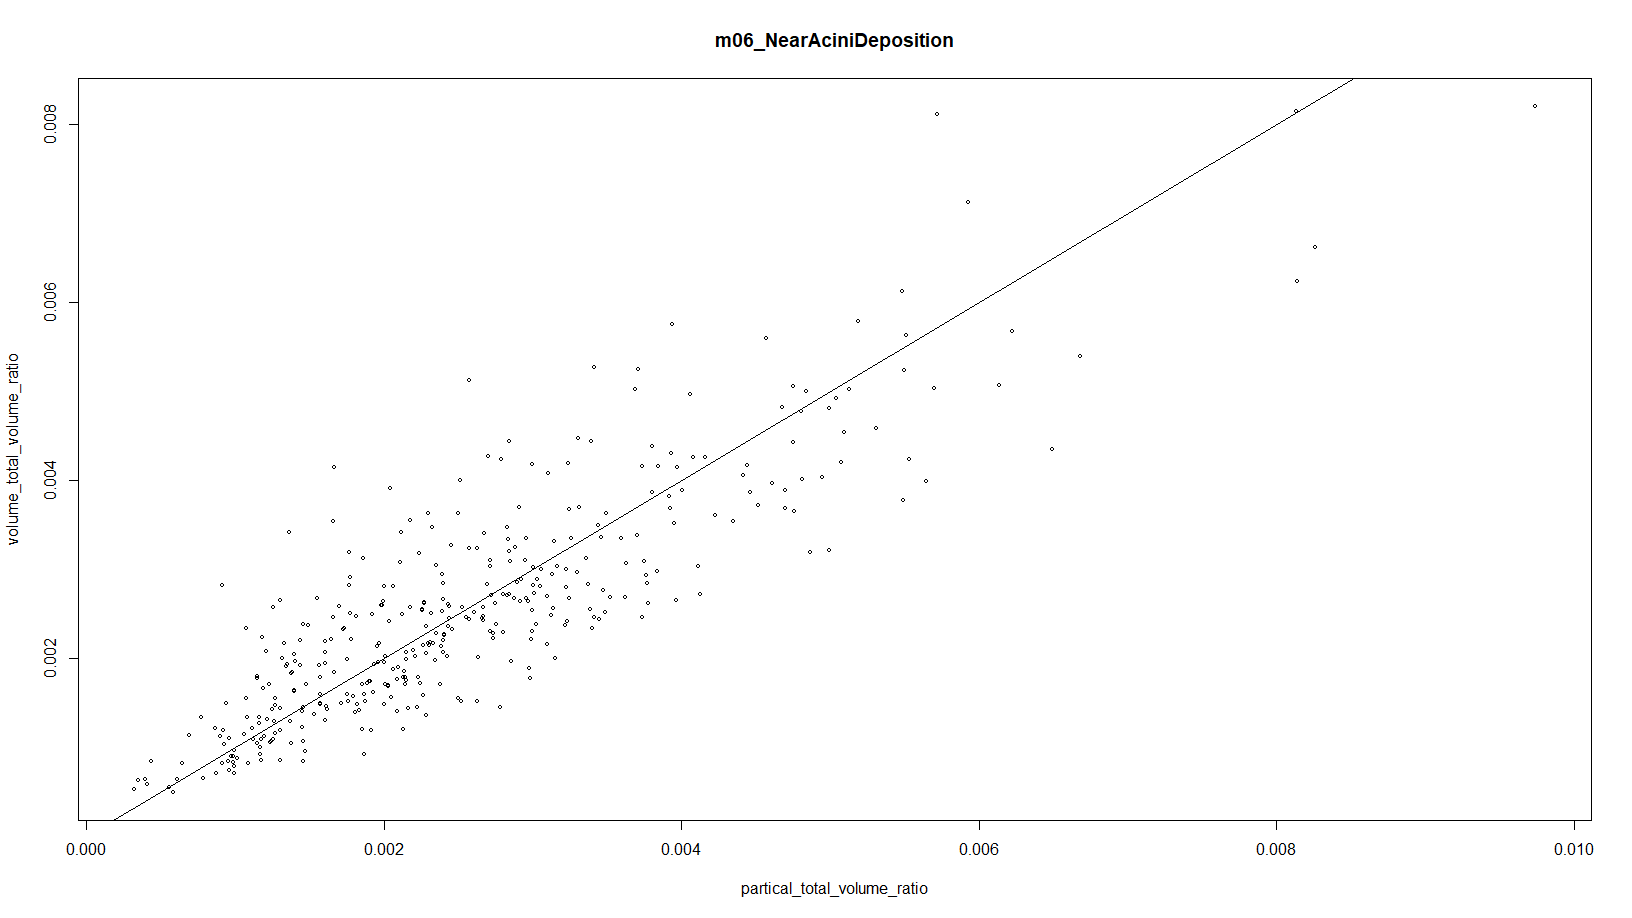 m06_NearAciniDeposition
volume_total_volume_ratio
0.008
0.006
0.004
0.002
0.000 0.002 0.004 0.006 0.008 0.010
partical_total_volume_ratio